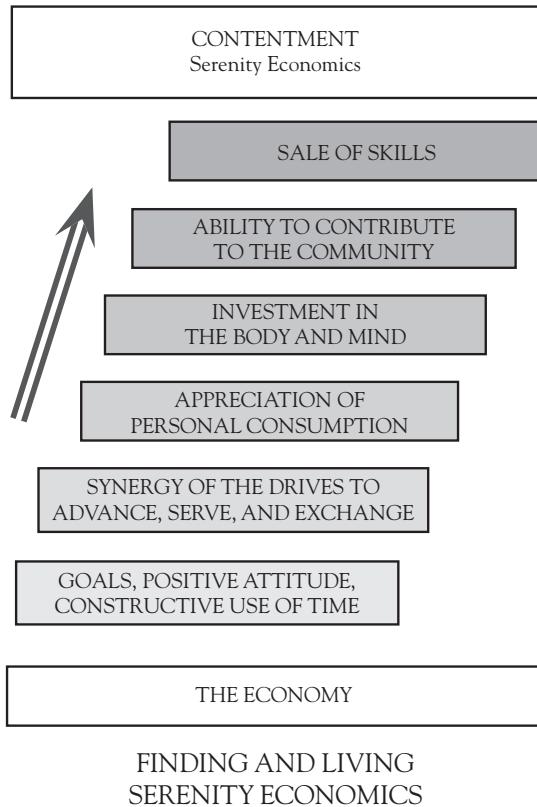 CONTENTMENT
Serenity Economics
SALE OF SKILLS
ABILITY TO CONTRIBUTE
TO THE COMMUNITY
INVESTMENT IN
THE BODY AND MIND
APPRECIATION OF
PERSONAL CONSUMPTION
SYNERGY OF THE DRIVES TO
ADVANCE, SERVE, AND EXCHANGE
GOALS, POSITIVE ATTITUDE,
CONSTRUCTIVE USE OF TIME
THE ECONOMY
FINDING AND LIVING
SERENITY ECONOMICS